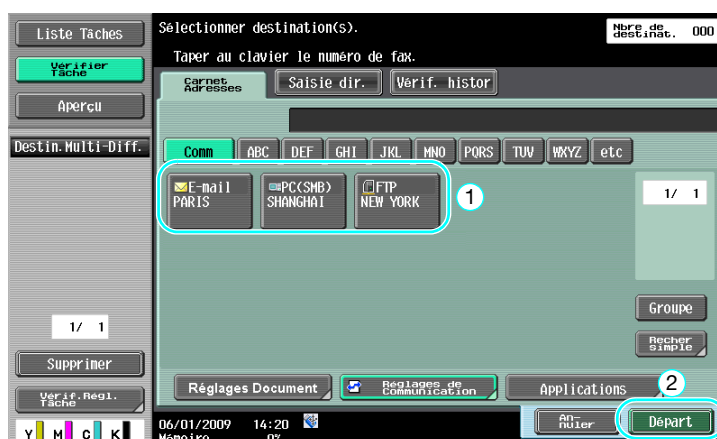 Liste Tâches
Vérifier
Tâche
Aperçu
Destin.Multi-Diff.
1/ 1
Supprimer
Vérif.Régl.
Tâche
Y M C K
Sélectionner destination(s).
Nbre de
destinat. 000
Taper au clavier le numéro de fax.
Carnet
Adresses
Saisie dir.
Vérif. histor
Comm ABC DEF GHI JKL MNO PQRS TUV WXYZ etc
E-mail
PARIS
PC(SMB)
SHANGHAI
FTP
NEW YORK
1
1/ 1
Groupe
Recher
simple
Réglages Document
Réglages de
Communication
Applications
2
06/01/2009 14:20
Mémoire 0%
An-
nuler
Départ